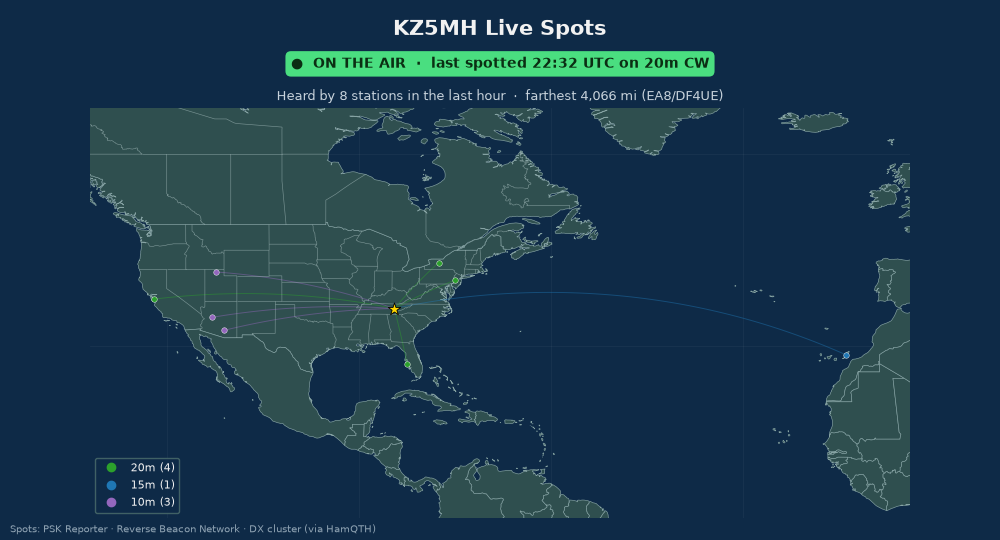 KZ5MH Live Spots
● ON THE AIR · last spotted 22:32 UTC on 20m CW
Heard by 8 stations in the last hour · farthest 4,066 mi (EA8/DF4UE)
20m (4)
15m (1)
10m (3)
Spots: PSK Reporter · Reverse Beacon Network · DX cluster (via HamQTH)